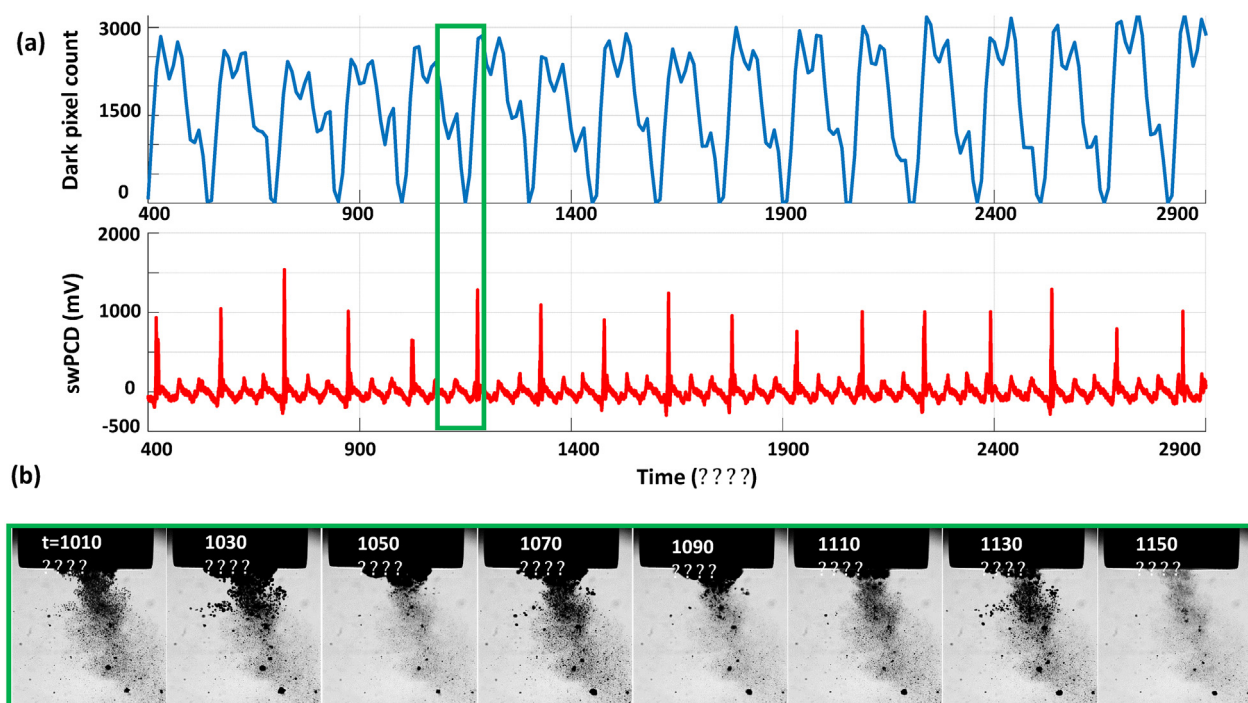 (a)
Dark pixel count
3000
1500
0
400 900 1400 1900 2400 2900
swPCD (mV)
2000
1000
0
-500
400 900 1400 1900 2400 2900
Time (????)
(b)
t=1010 1030 1050 1070 1090 1110 1130 1150
???? ???? ???? ???? ???? ???? ???? ????